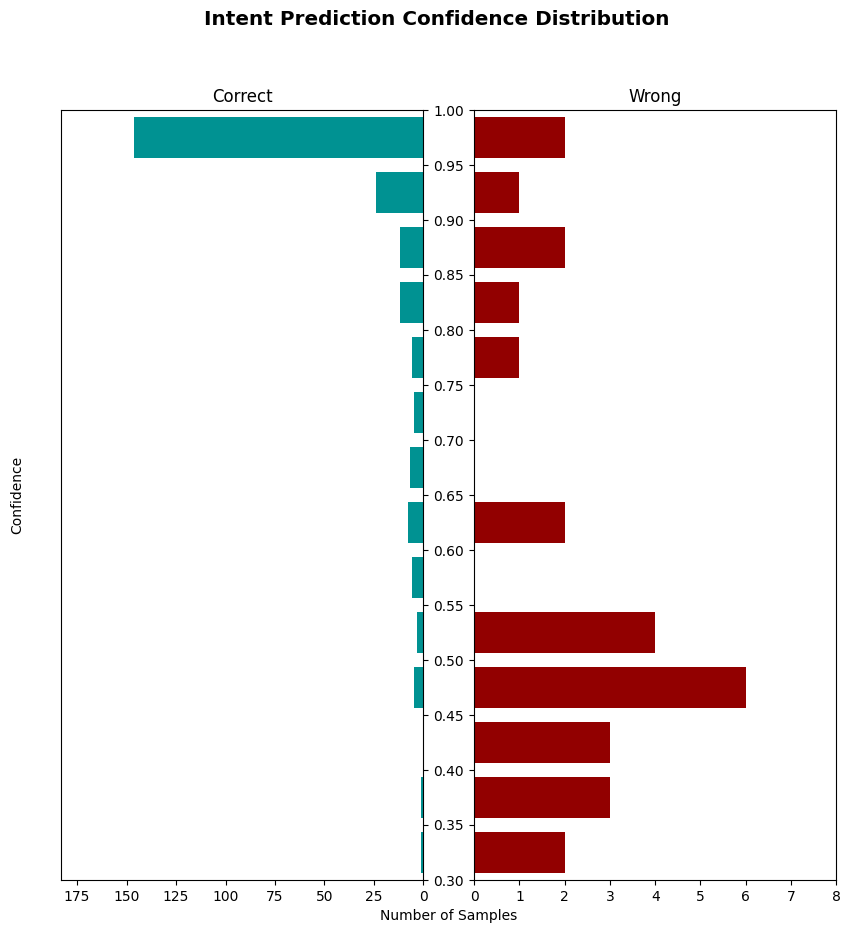 Intent Prediction Confidence Distribution
Correct
Wrong
1.00
0.95
0.90
0.85
0.80
0.75
0.70
0.65
0.60
0.55
0.50
0.45
0.40
0.35
0.30
Confidence
175 150 125 100 75 50 25 0
0 1 2 3 4 5 6 7 8
Number of Samples